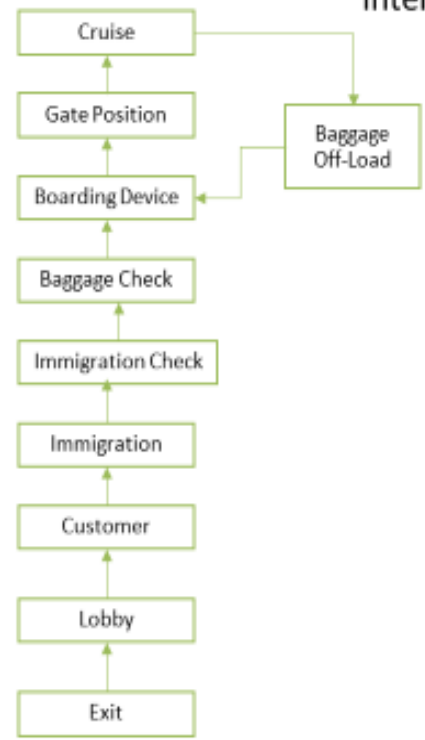 Cruise
Gate Position
Baggage
Off-Load
Boarding Device
Baggage Check
Immigration Check
Immigration
Customer
Lobby
Exit